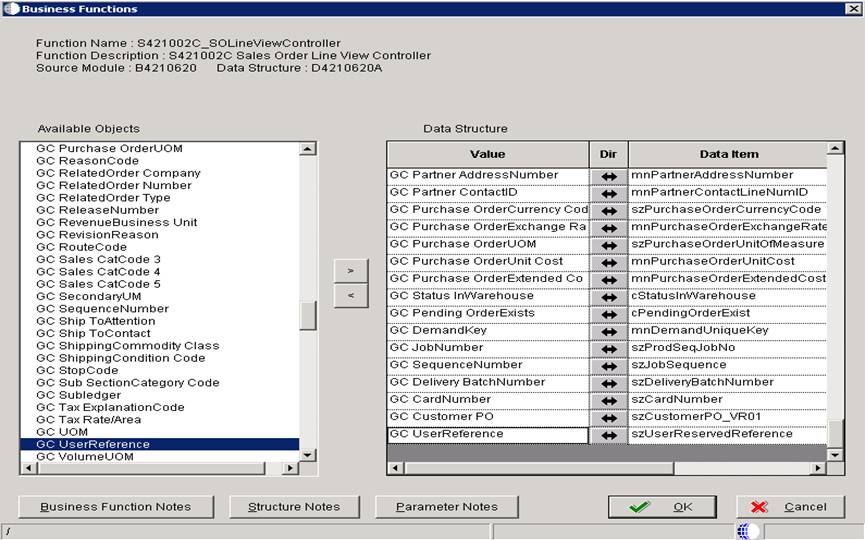 Business Functions
Function Name : S421002C_SOLineViewController
Function Description : S421002C Sales Order Line View Controller
Source Module : B4210620 Data Structure : D4210620A
Available Objects
GC Purchase OrderUOM
GC ReasonCode
GC RelatedOrder Company
GC RelatedOrder Number
GC RelatedOrder Type
GC ReleaseNumber
GC RevenueBusiness Unit
GC RevisionReason
GC RouteCode
GC Sales CatCode 3
GC Sales CatCode 4
GC Sales CatCode 5
GC SecondaryUM
GC SequenceNumber
GC Ship ToAttention
GC Ship ToContact
GC ShippingCommodity Class
GC ShippingCondition Code
GC StopCode
GC Sub SectionCategory Code
GC Subledger
GC Tax ExplanationCode
GC Tax Rate/Area
GC UOM
GC UserReference
GC VolumeUOM
>
<
Data Structure
Value Dir Data Item
GC Partner AddressNumber mnPartnerAddressNumber
GC Partner ContactID mnPartnerContactLineNumID
GC Purchase OrderCurrency Cod szPurchaseOrderCurrencyCode
GC Purchase OrderExchange Ra mnPurchaseOrderExchangeRate
GC Purchase OrderUOM szPurchaseOrderUnitOfMeasure
GC Purchase OrderUnit Cost mnPurchaseOrderUnitCost
GC Purchase OrderExtended Co mnPurchaseOrderExtendedCost
GC Status InWarehouse cStatusInWarehouse
GC Pending OrderExists cPendingOrderExist
GC DemandKey mnDemandUniqueKey
GC JobNumber szProdSeqJobNo
GC SequenceNumber szJobSequence
GC Delivery BatchNumber szDeliveryBatchNumber
GC CardNumber szCardNumber
GC Customer PO szCustomerPO_VR01
GC UserReference szUserReservedReference
Business Function Notes Structure Notes Parameter Notes OK Cancel
/